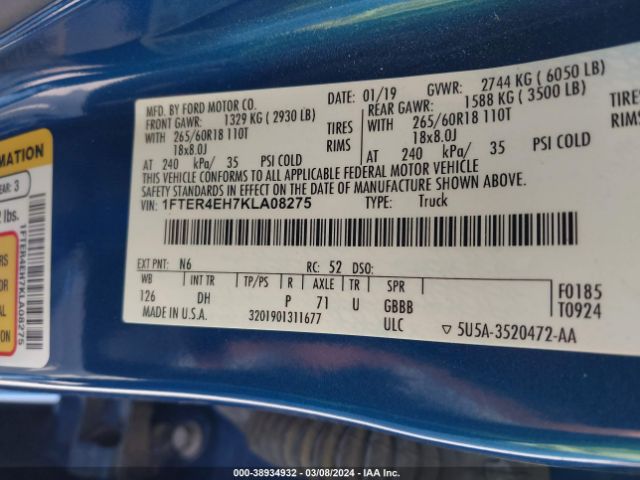 MFD. BY FORD MOTOR CO.
DATE: 01/19
GVWR: 2744 KG ( 6050 LB)
FRONT GAWR: 1329 KG ( 2930 LB)
REAR GAWR: 1588 KG ( 3500 LB)
WITH 265/60R18 110T TIRES
WITH 265/60R18 110T TIRES
18x8.0J RIMS
18x8.0J RIMS
AT 240 kPa/ 35 PSI COLD
AT 240 kPa/ 35 PSI COLD
THIS VEHICLE CONFORMS TO ALL APPLICABLE FEDERAL MOTOR VEHICLE
SAFETY STANDARDS IN EFFECT ON THE DATE OF MANUFACTURE SHOWN ABOVE.
VIN: 1FTER4EH7KLA08275
TYPE: Truck
EXT PNT: N6 RC: 52 DSO:
WB INT TR TP/PS R AXLE TR SPR
126 DH P 71 U GBBB
F0185
T0924
MADE IN U.S.A. 3201901311677 ULC ▽ 5U5A-3520472-AA
MATION
EAR: 3
lbs.
1FTER4EH7KLA08275
000-38934932 — 03/08/2024 — IAA Inc.